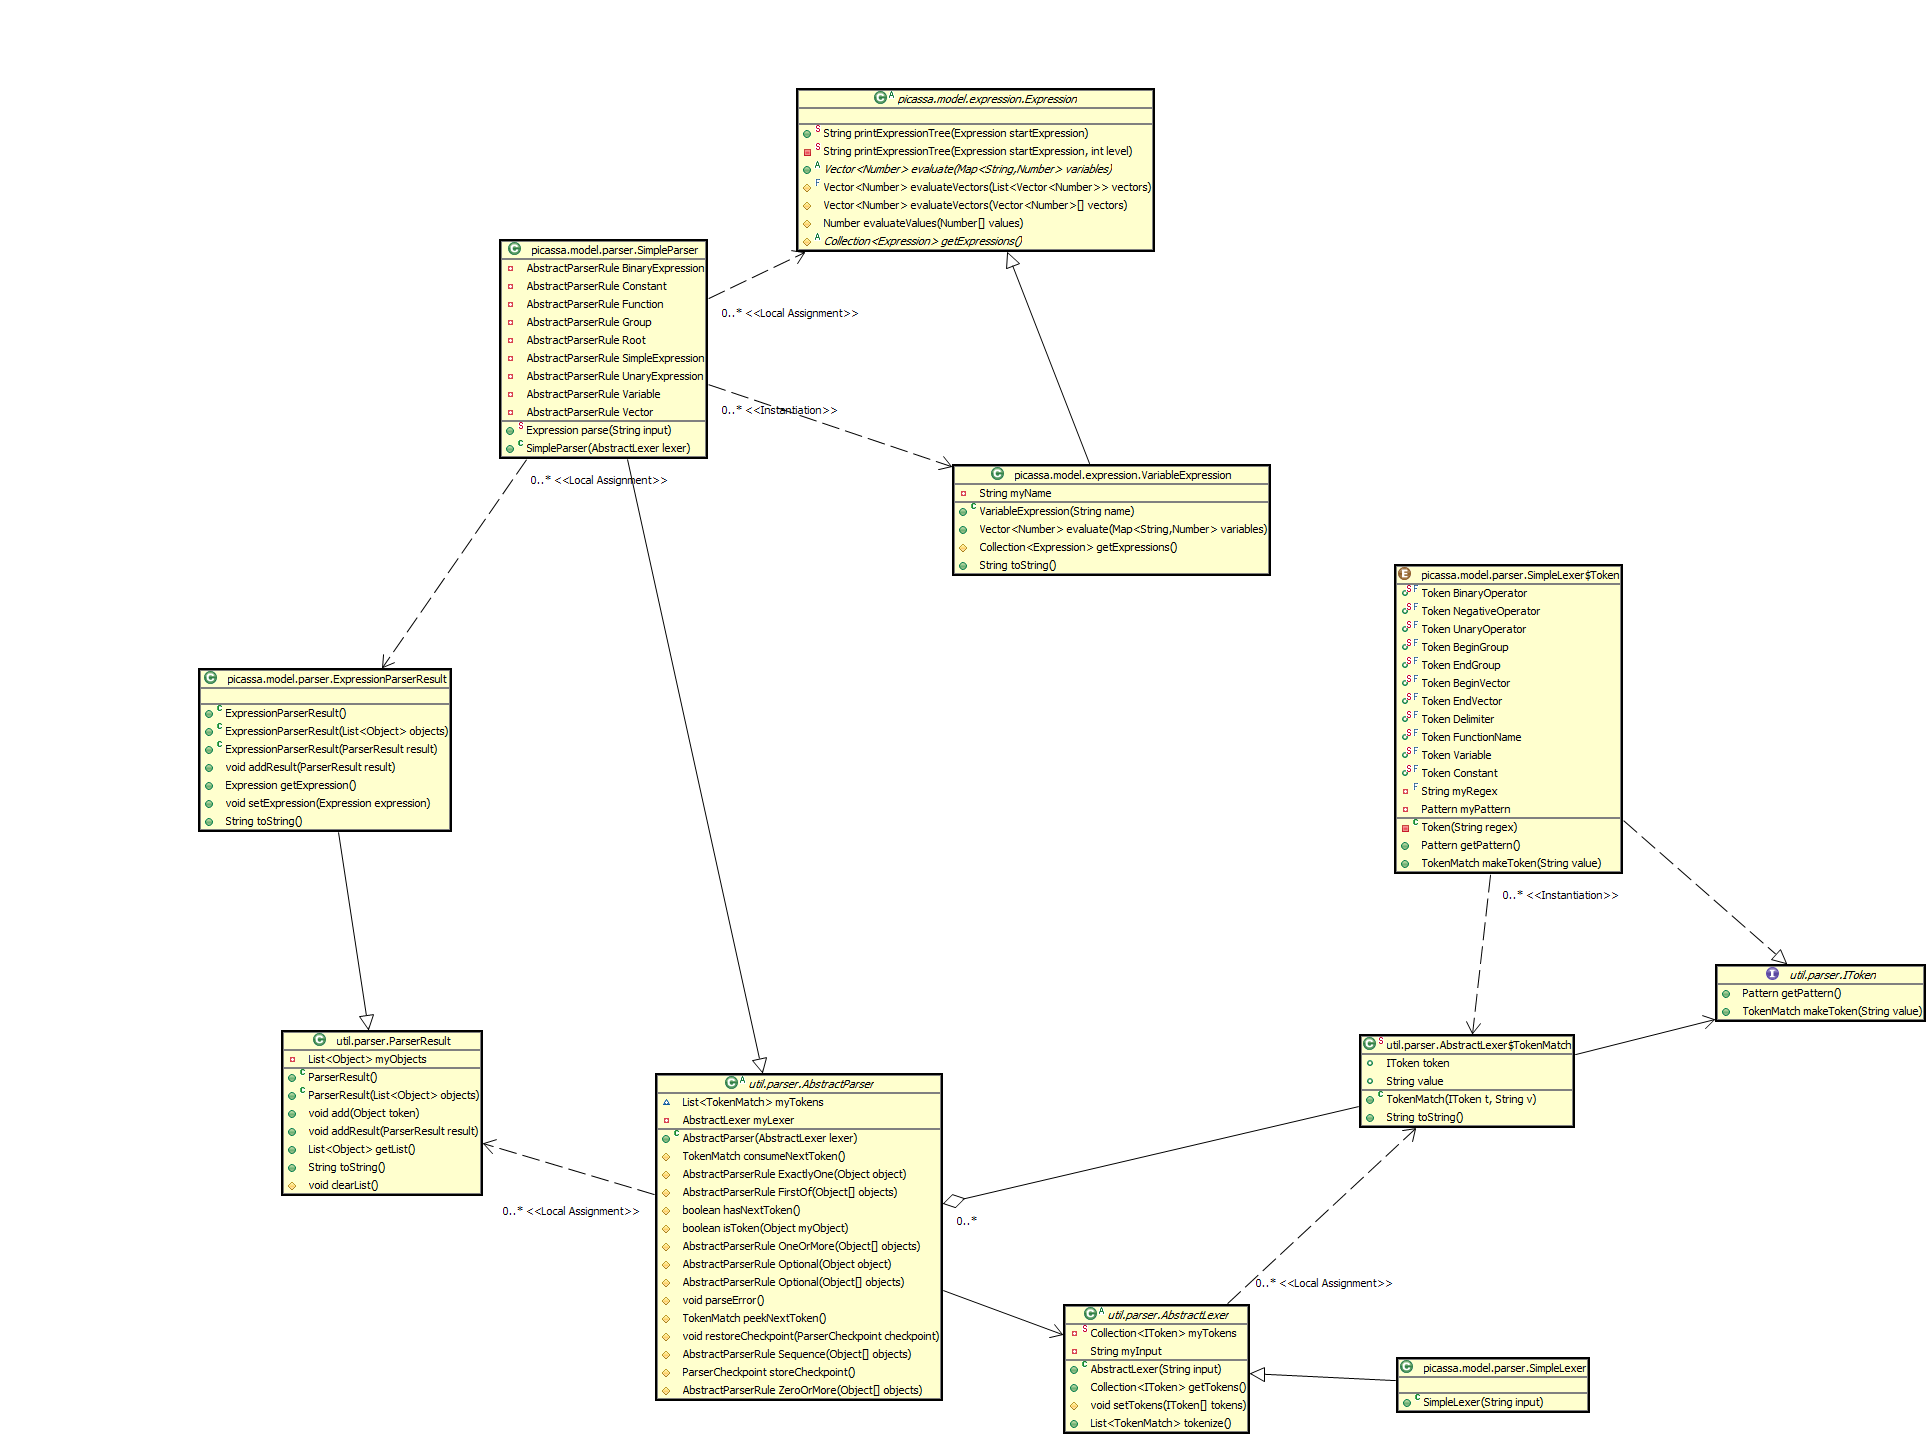 picassa.model.expression.Expression
String printExpressionTree(Expression startExpression)
String printExpressionTree(Expression startExpression, int level)
Vector<Number> evaluate(Map<String,Number> variables)
Vector<Number> evaluateVectors(List<Vector<Number>> vectors)
Vector<Number> evaluateVectors(Vector<Number>[] vectors)
Number evaluateValues(Number[] values)
Collection<Expression> getExpressions()
picassa.model.parser.SimpleParser
AbstractParserRule BinaryExpression
AbstractParserRule Constant
AbstractParserRule Function
AbstractParserRule Group
AbstractParserRule Root
AbstractParserRule SimpleExpression
AbstractParserRule UnaryExpression
AbstractParserRule Variable
AbstractParserRule Vector
Expression parse(String input)
SimpleParser(AbstractLexer lexer)
0..* <<Local Assignment>>
0..* <<Instantiation>>
0..* <<Local Assignment>>
picassa.model.expression.VariableExpression
String myName
VariableExpression(String name)
Vector<Number> evaluate(Map<String,Number> variables)
Collection<Expression> getExpressions()
String toString()
picassa.model.parser.SimpleLexer$Token
Token BinaryOperator
Token NegativeOperator
Token UnaryOperator
Token BeginGroup
Token EndGroup
Token BeginVector
Token EndVector
Token Delimiter
Token FunctionName
Token Variable
Token Constant
String myRegex
Pattern myPattern
Token(String regex)
Pattern getPattern()
TokenMatch makeToken(String value)
0..* <<Instantiation>>
picassa.model.parser.ExpressionParserResult
ExpressionParserResult()
ExpressionParserResult(List<Object> objects)
ExpressionParserResult(ParserResult result)
void addResult(ParserResult result)
Expression getExpression()
void setExpression(Expression expression)
String toString()
util.parser.IToken
Pattern getPattern()
TokenMatch makeToken(String value)
util.parser.ParserResult
List<Object> myObjects
ParserResult()
ParserResult(List<Object> objects)
void add(Object token)
void addResult(ParserResult result)
List<Object> getList()
String toString()
void clearList()
0..* <<Local Assignment>>
util.parser.AbstractLexer$TokenMatch
IToken token
String value
TokenMatch(IToken t, String v)
String toString()
util.parser.AbstractParser
List<TokenMatch> myTokens
AbstractLexer myLexer
AbstractParser(AbstractLexer lexer)
TokenMatch consumeNextToken()
AbstractParserRule ExactlyOne(Object object)
AbstractParserRule FirstOf(Object[] objects)
boolean hasNextToken()
boolean isToken(Object myObject)
AbstractParserRule OneOrMore(Object[] objects)
AbstractParserRule Optional(Object object)
AbstractParserRule Optional(Object[] objects)
void parseError()
TokenMatch peekNextToken()
void restoreCheckpoint(ParserCheckpoint checkpoint)
AbstractParserRule Sequence(Object[] objects)
ParserCheckpoint storeCheckpoint()
AbstractParserRule ZeroOrMore(Object[] objects)
0..*
0..* <<Local Assignment>>
util.parser.AbstractLexer
Collection<IToken> myTokens
String myInput
AbstractLexer(String input)
Collection<IToken> getTokens()
void setTokens(IToken[] tokens)
List<TokenMatch> tokenize()
picassa.model.parser.SimpleLexer
SimpleLexer(String input)